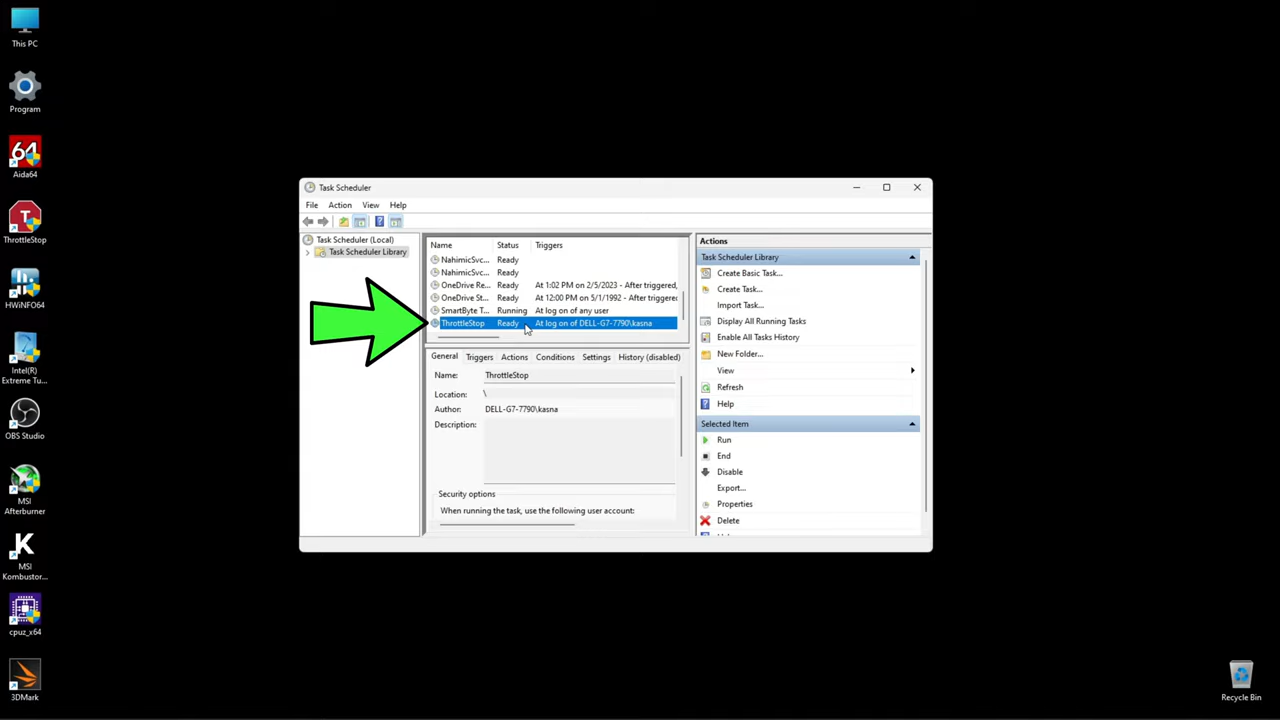 This PC
Program
64
Aida64
T
ThrottleStop
HWiNFO64
Intel(R)
Extreme Tu...
OBS Studio
MSI
Afterburner
K
MSI
Kombustor...
cpuz_x64
3DMark
Recycle Bin
Task Scheduler
File Action View Help
Task Scheduler (Local)
Task Scheduler Library
Name Status Triggers
NahimicSvc... Ready
NahimicSvc... Ready
OneDrive Re... Ready At 1:02 PM on 2/5/2023 - After triggered,
OneDrive St... Ready At 12:00 PM on 5/1/1992 - After triggered
SmartByte T... Running At log on of any user
ThrottleStop Ready At log on of DELL-G7-7790\kasna
General Triggers Actions Conditions Settings History (disabled)
Name: ThrottleStop
Location: \
Author: DELL-G7-7790\kasna
Description:
Security options
When running the task, use the following user account:
Actions
Task Scheduler Library
Create Basic Task...
Create Task...
Import Task...
Display All Running Tasks
Enable All Tasks History
New Folder...
View
Refresh
Help
Selected Item
Run
End
Disable
Export...
Properties
Delete